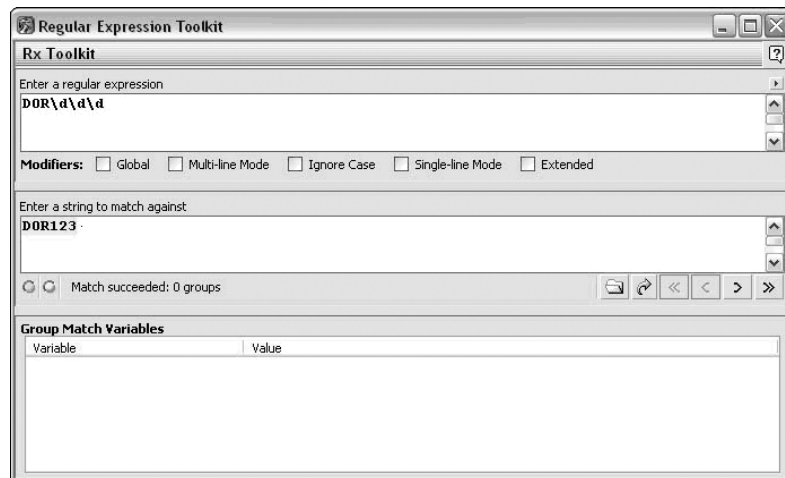 Regular Expression Toolkit
Rx Toolkit
Enter a regular expression
DOR\d\d\d
Modifiers: Global Multi-line Mode Ignore Case Single-line Mode Extended
Enter a string to match against
DOR123
Match succeeded: 0 groups
Group Match Variables
Variable Value